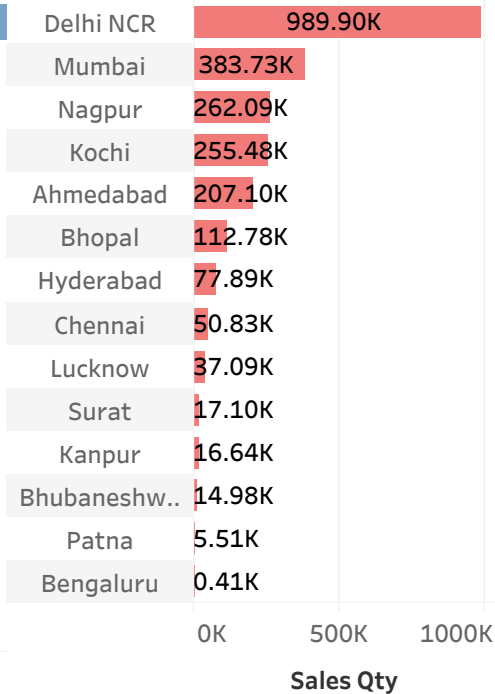 Delhi NCR 989.90K
Mumbai 383.73K
Nagpur 262.09K
Kochi 255.48K
Ahmedabad 207.10K
Bhopal 112.78K
Hyderabad 77.89K
Chennai 50.83K
Lucknow 37.09K
Surat 17.10K
Kanpur 16.64K
Bhubaneshw.. 14.98K
Patna 5.51K
Bengaluru 0.41K
0K 500K 1000K
Sales Qty